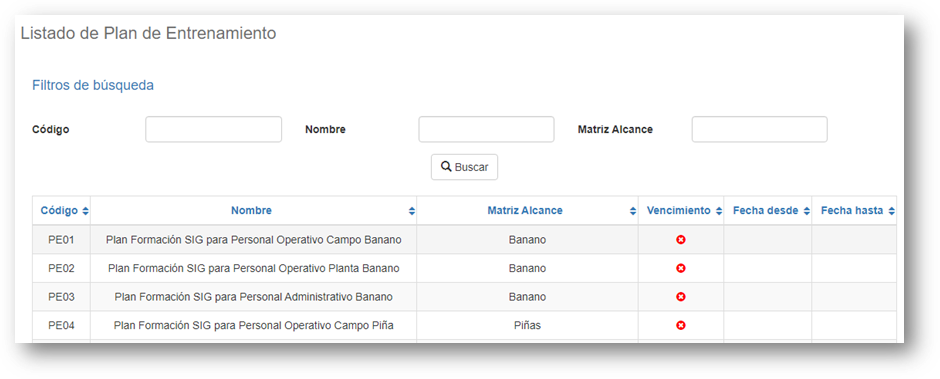 Listado de Plan de Entrenamiento
Filtros de búsqueda
Código Nombre Matriz Alcance
Buscar
Código Nombre Matriz Alcance Vencimiento Fecha desde Fecha hasta
PE01 Plan Formación SIG para Personal Operativo Campo Banano Banano
PE02 Plan Formación SIG para Personal Operativo Planta Banano Banano
PE03 Plan Formación SIG para Personal Administrativo Banano Banano
PE04 Plan Formación SIG para Personal Operativo Campo Piña Piñas